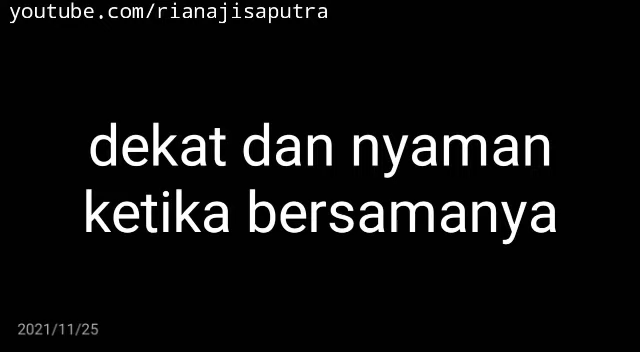 youtube.com/rianajisaputra
dekat dan nyaman
ketika bersamanya
2021/11/25